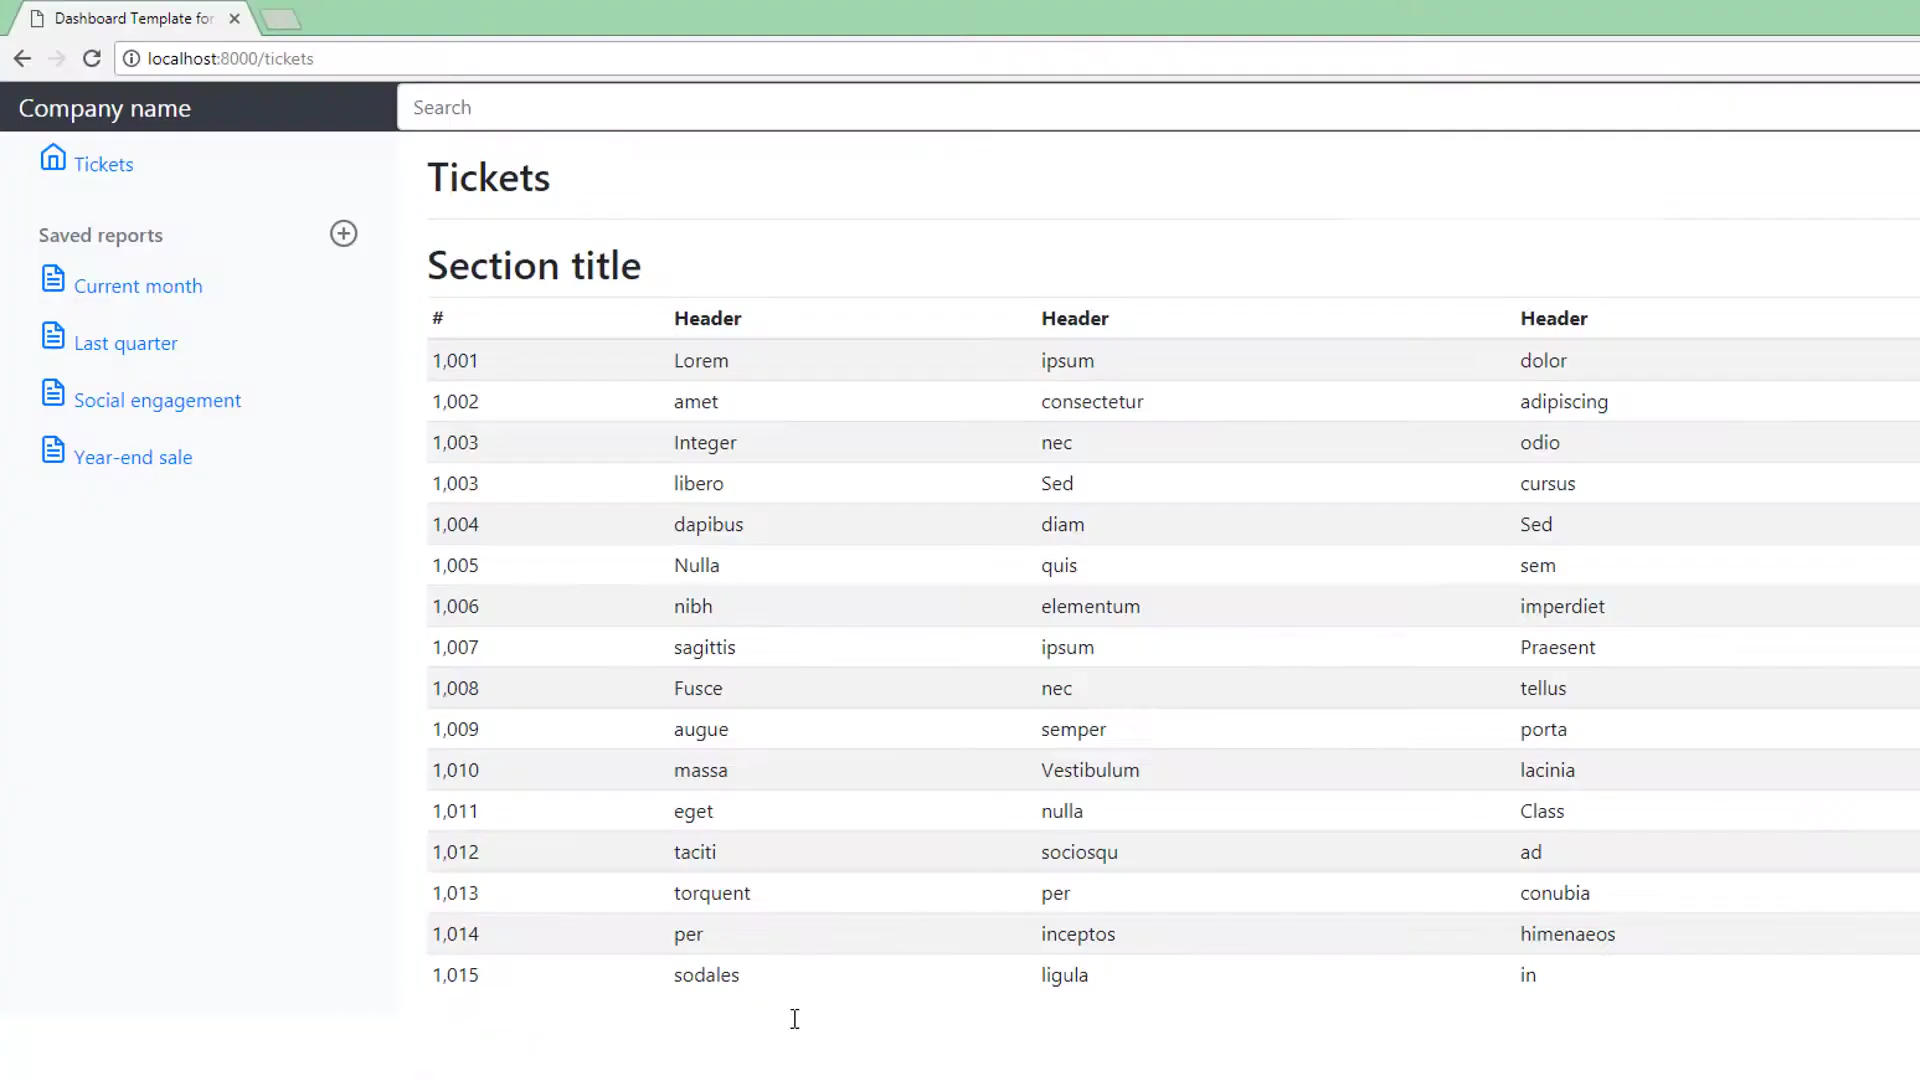 Dashboard Template for
localhost:8000/tickets
Company name
Search
Tickets
Saved reports
Current month
Last quarter
Social engagement
Year-end sale
Tickets
Section title
# Header Header Header
1,001 Lorem ipsum dolor
1,002 amet consectetur adipiscing
1,003 Integer nec odio
1,003 libero Sed cursus
1,004 dapibus diam Sed
1,005 Nulla quis sem
1,006 nibh elementum imperdiet
1,007 sagittis ipsum Praesent
1,008 Fusce nec tellus
1,009 augue semper porta
1,010 massa Vestibulum lacinia
1,011 eget nulla Class
1,012 taciti sociosqu ad
1,013 torquent per conubia
1,014 per inceptos himenaeos
1,015 sodales ligula in